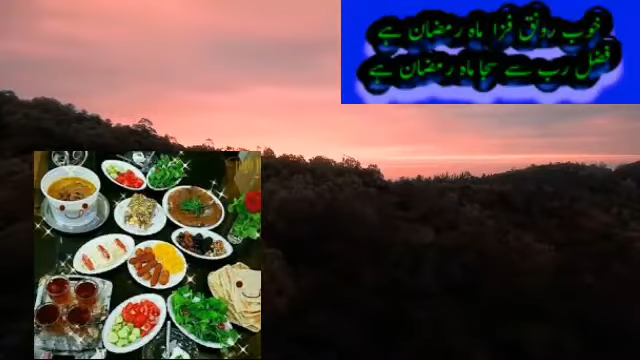 خوب رونق فزا ماہ رمضان ہے
فضل رب سے سجا ماہ رمضان ہے